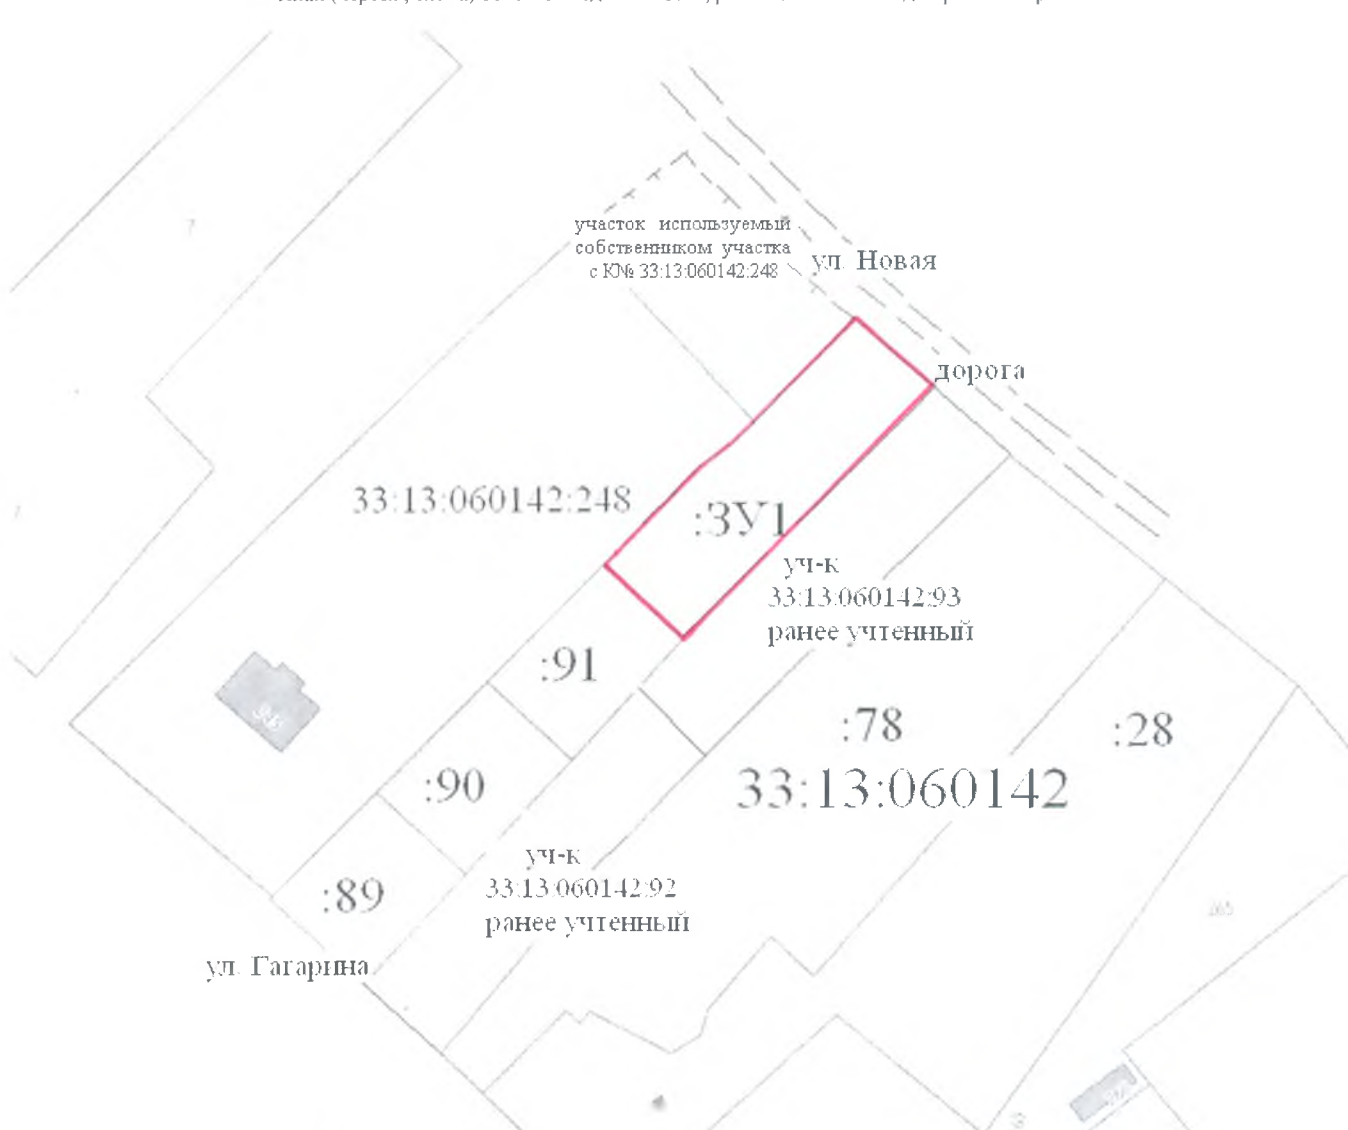 участок используемый
собственником участка
с К№ 33:13:060142:248
ул. Новая
дорога
33:13:060142:248
:ЗУ1
уч-к
33:13:060142:93
ранее учтенный
:91
:78
:28
:90
33:13:060142
уч-к
33:13:060142:92
ранее учтенный
:89
ул. Гагарина